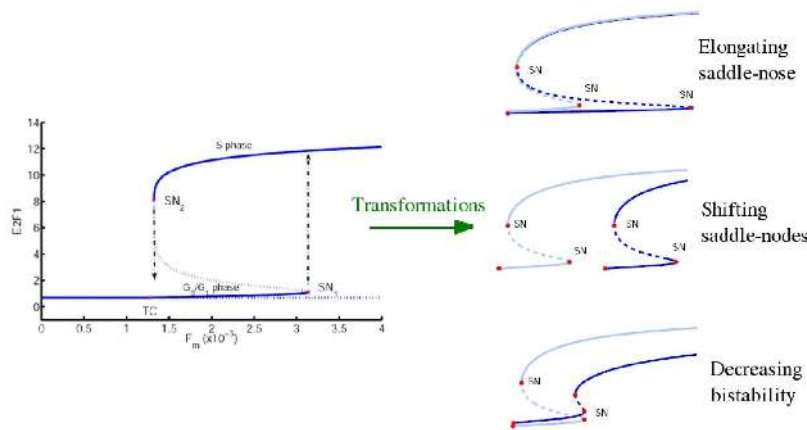 14
12
10
8
6
4
2
0
E2F1
S phase
SN2
G0/G1 phase
SN1
TC
0
0.5
1
1.5
2
2.5
3
3.5
4
Fm (x10-3)
Transformations
SN
SN
SN
Elongating
saddle-nose
SN
SN
SN
SN
Shifting
saddle-nodes
SN
SN
Decreasing
bistability